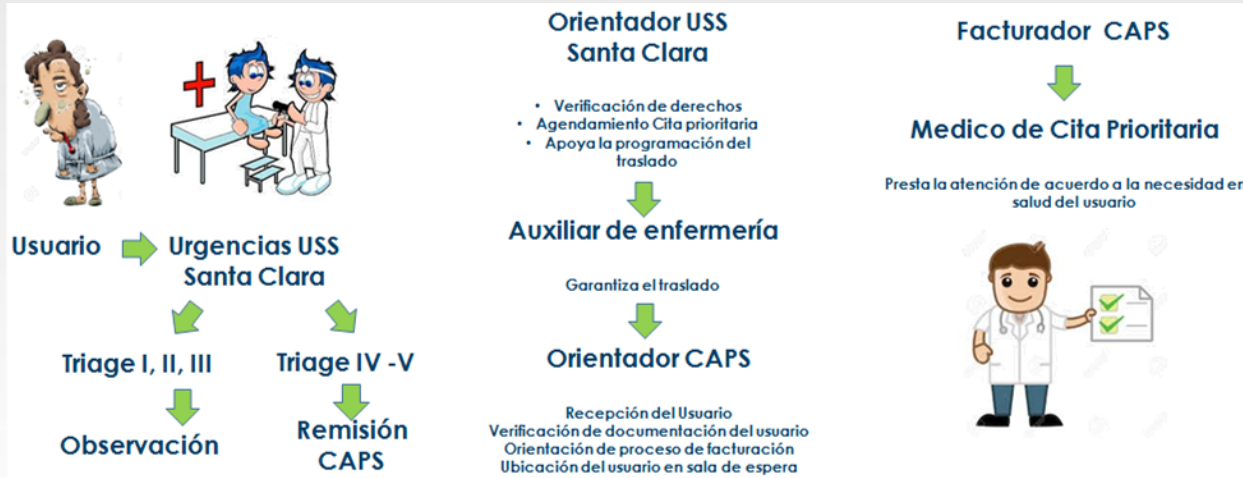 Usuario
Urgencias USS
Santa Clara
Triage I, II, III
Triage IV -V
Observación
Remisión
CAPS
Orientador USS
Santa Clara
• Verificación de derechos
• Agendamiento Cita prioritaria
• Apoya la programación del
traslado
Auxiliar de enfermería
Garantiza el traslado
Orientador CAPS
Recepción del Usuario
Verificación de documentación del usuario
Orientación de proceso de facturación
Ubicación del usuario en sala de espera
Facturador CAPS
Medico de Cita Prioritaria
Presta la atención de acuerdo a la necesidad en
salud del usuario